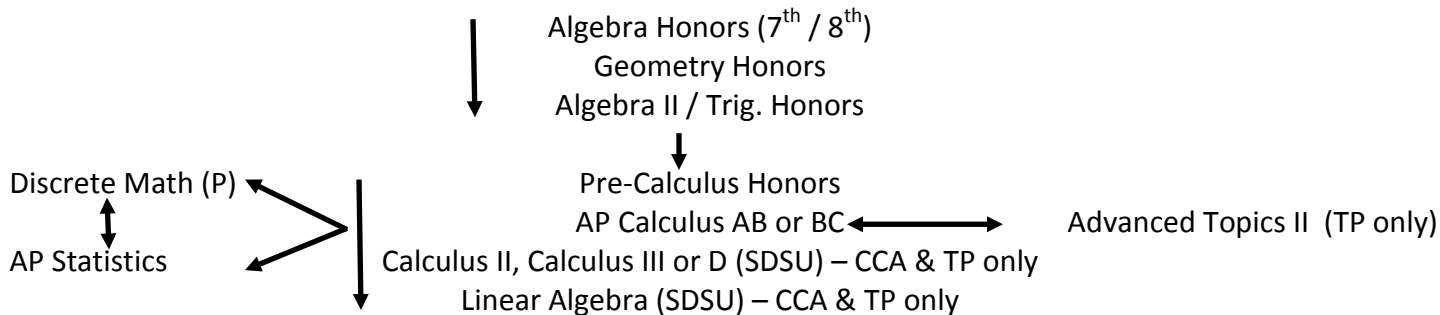 Algebra Honors (7th / 8th)
Geometry Honors
Algebra II / Trig. Honors
Discrete Math (P)
Pre-Calculus Honors
AP Calculus AB or BC
Advanced Topics II (TP only)
AP Statistics
Calculus II, Calculus III or D (SDSU) – CCA & TP only
Linear Algebra (SDSU) – CCA & TP only